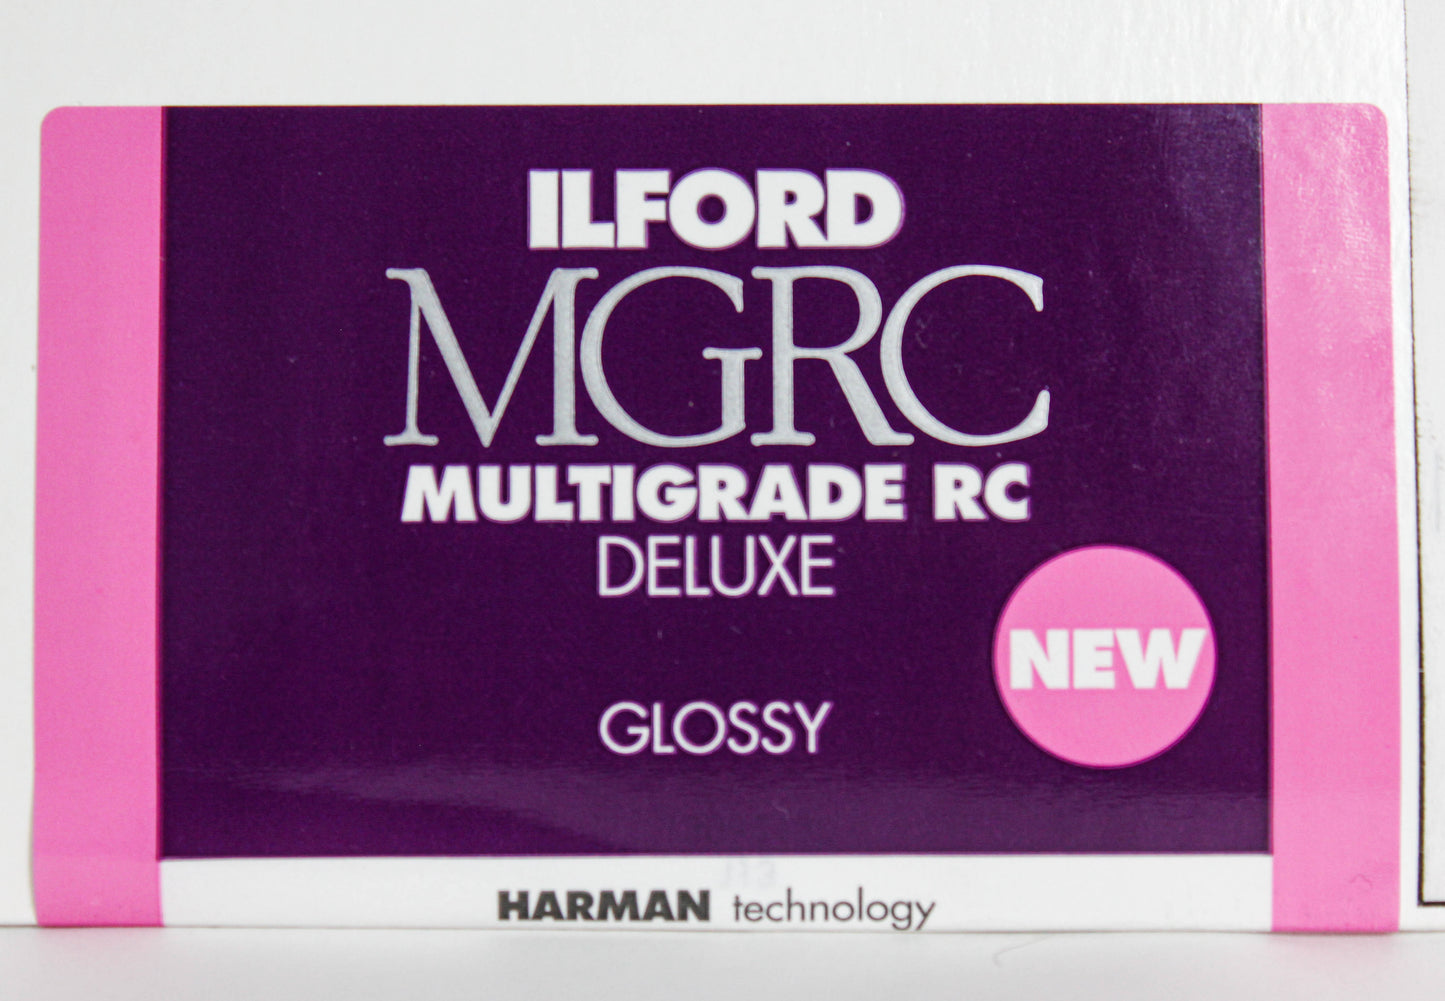 ILFORD
MGRC
MULTIGRADE RC
DELUXE
NEW
GLOSSY
HARMAN technology